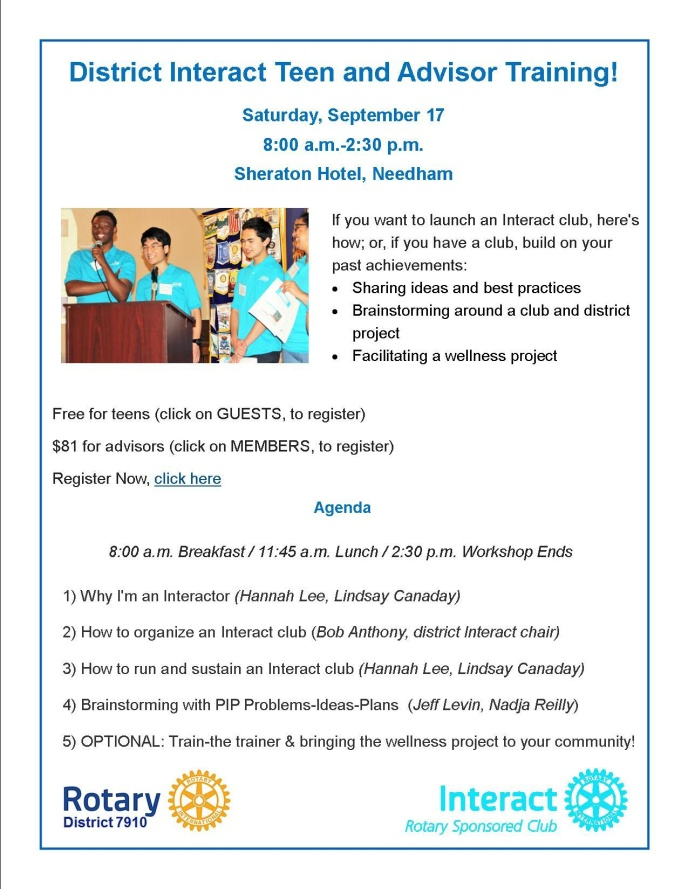 District Interact Teen and Advisor Training!
Saturday, September 17
8:00 a.m.-2:30 p.m.
Sheraton Hotel, Needham
If you want to launch an Interact club, here's
how; or, if you have a club, build on your
past achievements:
• Sharing ideas and best practices
• Brainstorming around a club and district
project
• Facilitating a wellness project
Free for teens (click on GUESTS, to register)
$81 for advisors (click on MEMBERS, to register)
Register Now, click here
Agenda
8:00 a.m. Breakfast / 11:45 a.m. Lunch / 2:30 p.m. Workshop Ends
1) Why I'm an Interactor (Hannah Lee, Lindsay Canaday)
2) How to organize an Interact club (Bob Anthony, district Interact chair)
3) How to run and sustain an Interact club (Hannah Lee, Lindsay Canaday)
4) Brainstorming with PIP Problems-Ideas-Plans (Jeff Levin, Nadja Reilly)
5) OPTIONAL: Train-the trainer & bringing the wellness project to your community!
Rotary
District 7910
ROTARY
INTERNATIONAL
Interact
Rotary Sponsored Club
ROTARY
INTERNATIONAL